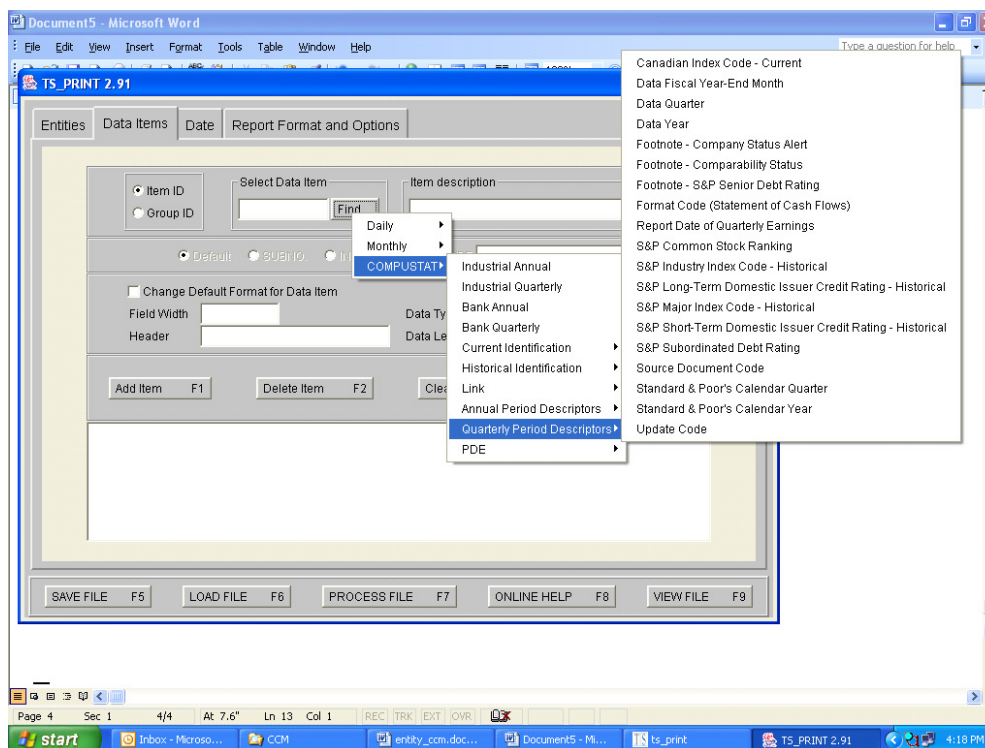 Document5 - Microsoft Word
File Edit View Insert Format Tools Table Window Help
Type a question for help
TS_PRINT 2.91
Entities Data Items Date Report Format and Options
Item ID
Group ID
Select Data Item
Find...
Item description
Default SUBNO.
Change Default Format for Data Item
Field Width
Data Ty
Header
Data Le
Add Item F1
Delete Item F2
Clea
Daily
Monthly
COMPUSTAT
Industrial Annual
Industrial Quarterly
Bank Annual
Bank Quarterly
Current Identification
Historical Identification
Link
Annual Period Descriptors
Quarterly Period Descriptors
PDE
Canadian Index Code - Current
Data Fiscal Year-End Month
Data Quarter
Data Year
Footnote - Company Status Alert
Footnote - Comparability Status
Footnote - S&P Senior Debt Rating
Format Code (Statement of Cash Flows)
Report Date of Quarterly Earnings
S&P Common Stock Ranking
S&P Industry Index Code - Historical
S&P Long-Term Domestic Issuer Credit Rating - Historical
S&P Major Index Code - Historical
S&P Short-Term Domestic Issuer Credit Rating - Historical
S&P Subordinated Debt Rating
Source Document Code
Standard & Poor's Calendar Quarter
Standard & Poor's Calendar Year
Update Code
SAVE FILE F5 LOAD FILE F6 PROCESS FILE F7 ONLINE HELP F8 VIEW FILE F9
Page 4 Sec 1 4/4 At 7.6" Ln 13 Col 1 REC TRK EXT OVR
start Inbox - Microso... CCM entity_ccm.doc... Document5 - Mi... ts_print TS_PRINT 2.91 4:18 PM